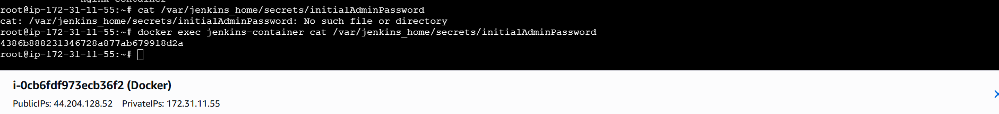 nginx-container
root@ip-172-31-11-55:~# cat /var/jenkins_home/secrets/initialAdminPassword
cat: /var/jenkins_home/secrets/initialAdminPassword: No such file or directory
root@ip-172-31-11-55:~# docker exec jenkins-container cat /var/jenkins_home/secrets/initialAdminPassword
4386b888231346728a877ab679918d2a
root@ip-172-31-11-55:~#
i-0cb6fdf973ecb36f2 (Docker)
PublicIPs: 44.204.128.52 PrivateIPs: 172.31.11.55